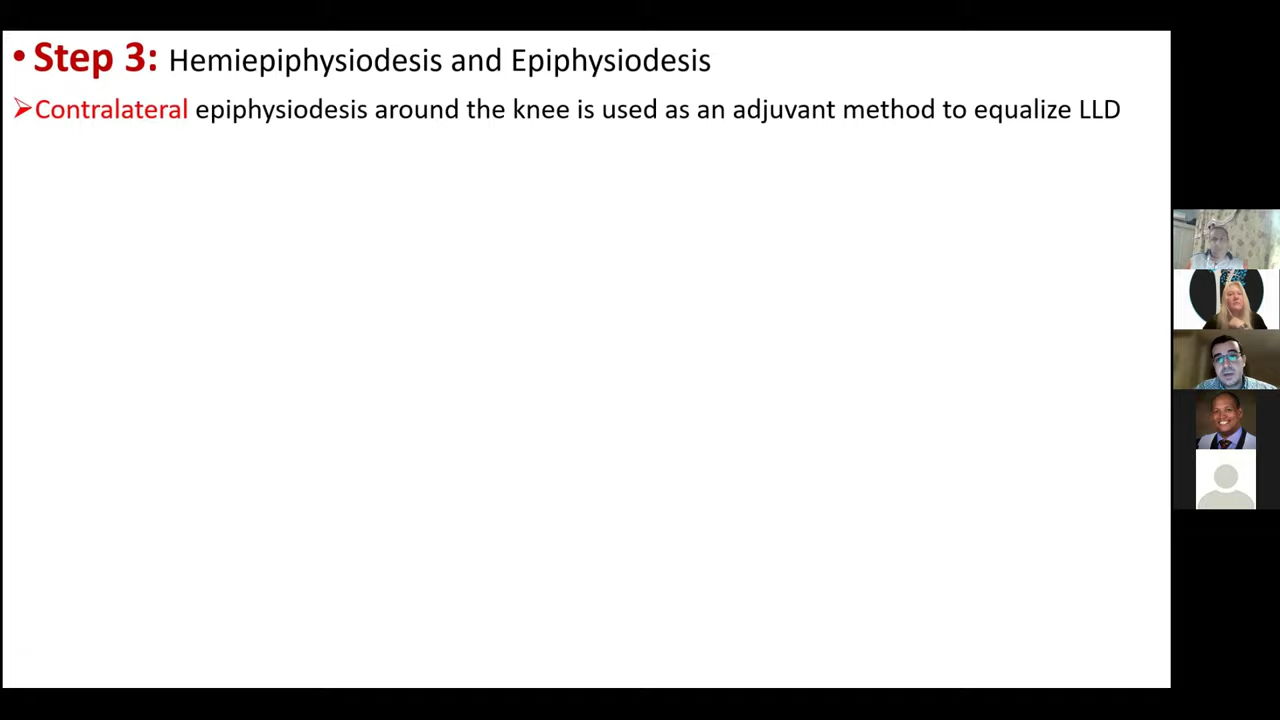 • Step 3: Hemiepiphysiodesis and Epiphysiodesis
➢Contralateral epiphysiodesis around the knee is used as an adjuvant method to equalize LLD